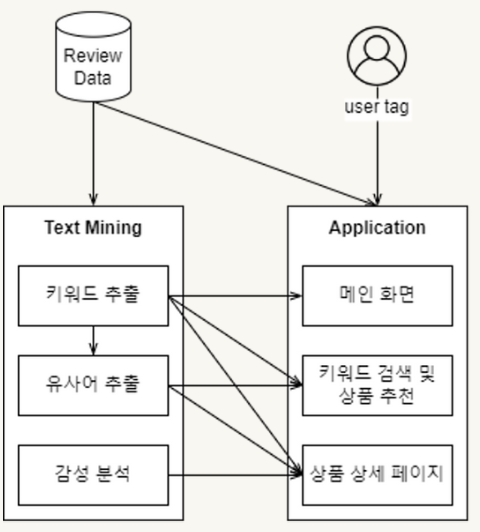 Review
Data
user tag
Text Mining
키워드 추출
유사어 추출
감성 분석
Application
메인 화면
키워드 검색 및
상품 추천
상품 상세 페이지